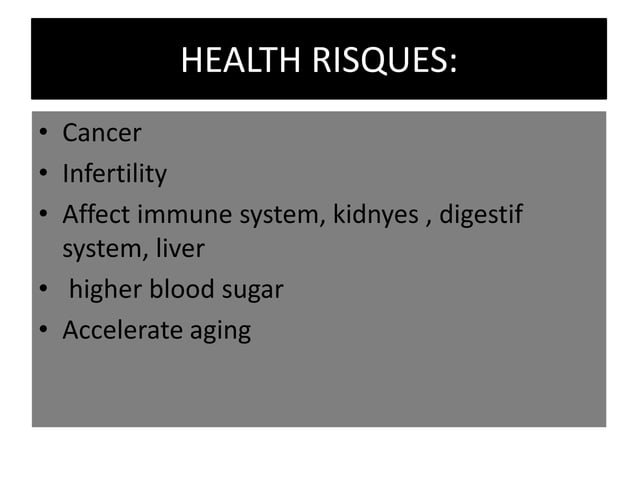 HEALTH RISQUES:
• Cancer
• Infertility
• Affect immune system, kidnyes , digestif
system, liver
• higher blood sugar
• Accelerate aging